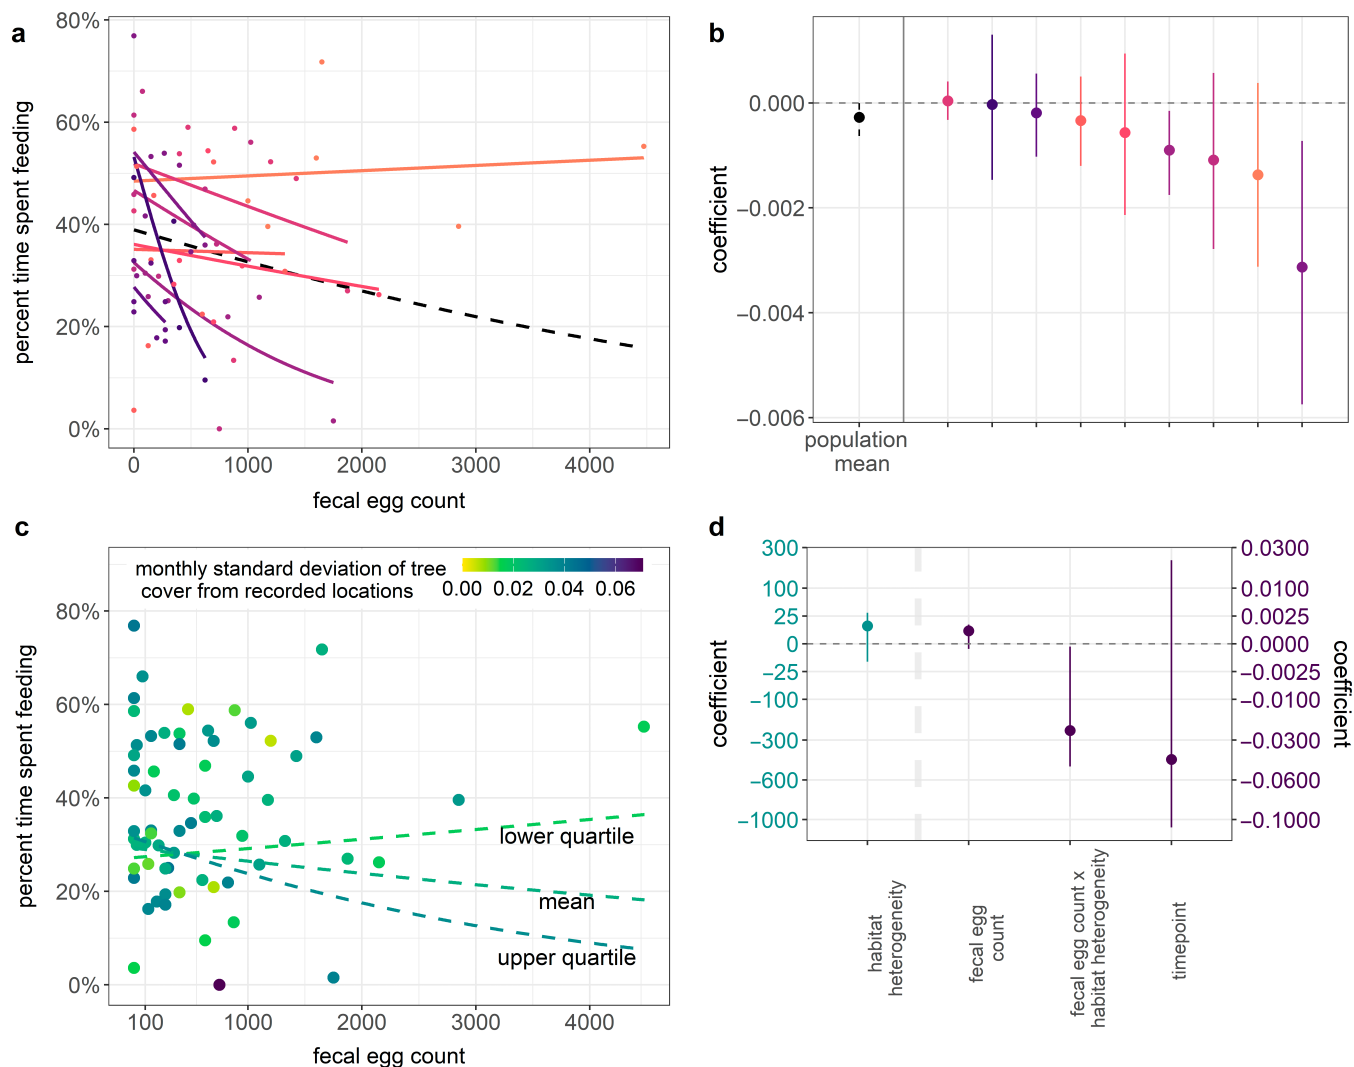 a
80%
60%
40%
20%
0%
percent time spent feeding
0 1000 2000 3000 4000
fecal egg count
b
0.000
−0.002
−0.004
−0.006
coefficient
population
mean
c
monthly standard deviation of tree
cover from recorded locations
0.00 0.02 0.04 0.06
80%
60%
40%
20%
0%
percent time spent feeding
lower quartile
mean
upper quartile
100 1000 2000 3000 4000
fecal egg count
d
300
100
25
0
−25
−100
−300
−600
−1000
coefficient
0.0300
0.0100
0.0025
0.0000
−0.0025
−0.0100
−0.0300
−0.0600
−0.1000
coefficient
habitat
heterogeneity
fecal egg
count
fecal egg count x
habitat heterogeneity
timepoint